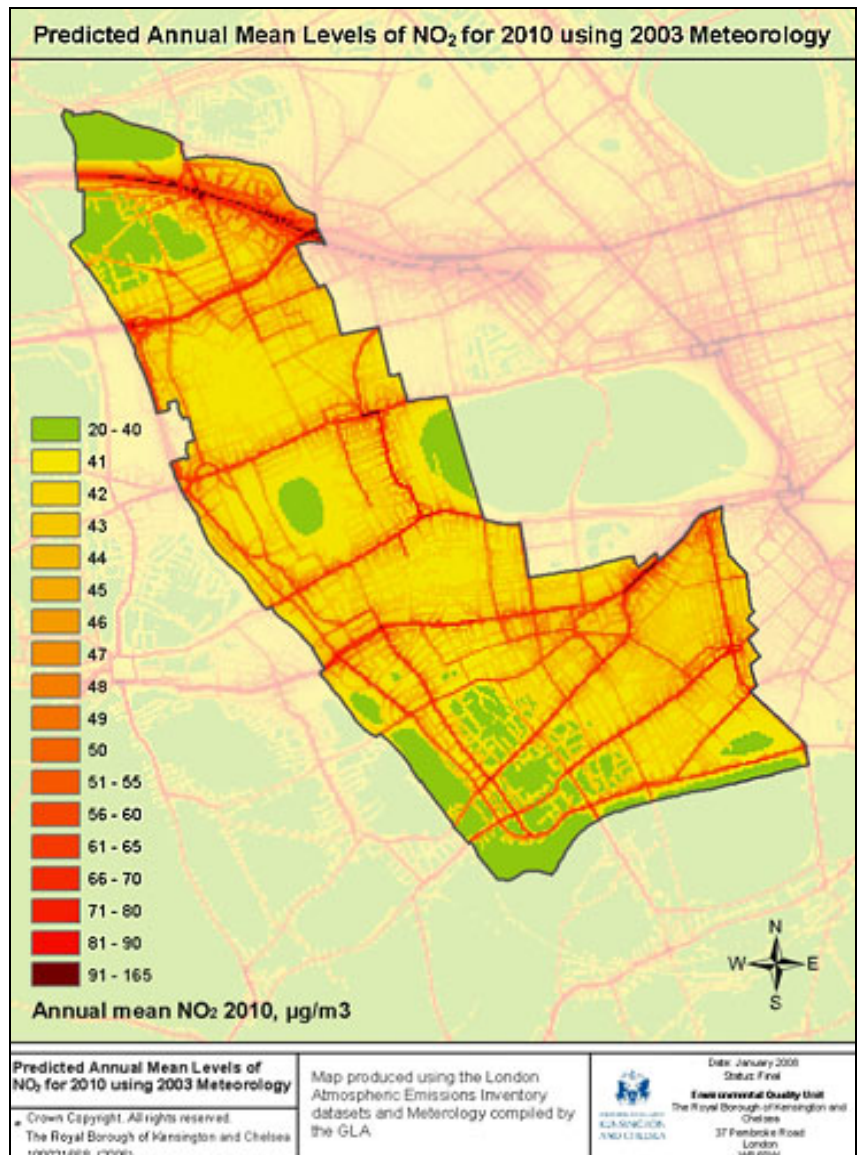 Predicted Annual Mean Levels of NO₂ for 2010 using 2003 Meteorology
20 - 40
41
42
43
44
45
46
47
48
49
50
51 - 55
56 - 60
61 - 65
66 - 70
71 - 80
81 - 90
91 - 165
Annual mean NO₂ 2010, µg/m3
N
W E
S
Predicted Annual Mean Levels of
NO₂ for 2010 using 2003 Meteorology
Crown Copyright. All rights reserved.
The Royal Borough of Kensington and Chelsea
Map produced using the London
Atmospheric Emissions Inventory
datasets and Meterology compiled by
the GLA
KENSINGTON
AND CHELSEA
Date: January
Status: Final
Environmental Quality Unit
The Royal Borough of Kensington and
Chelsea
37 Pembroke Road
London